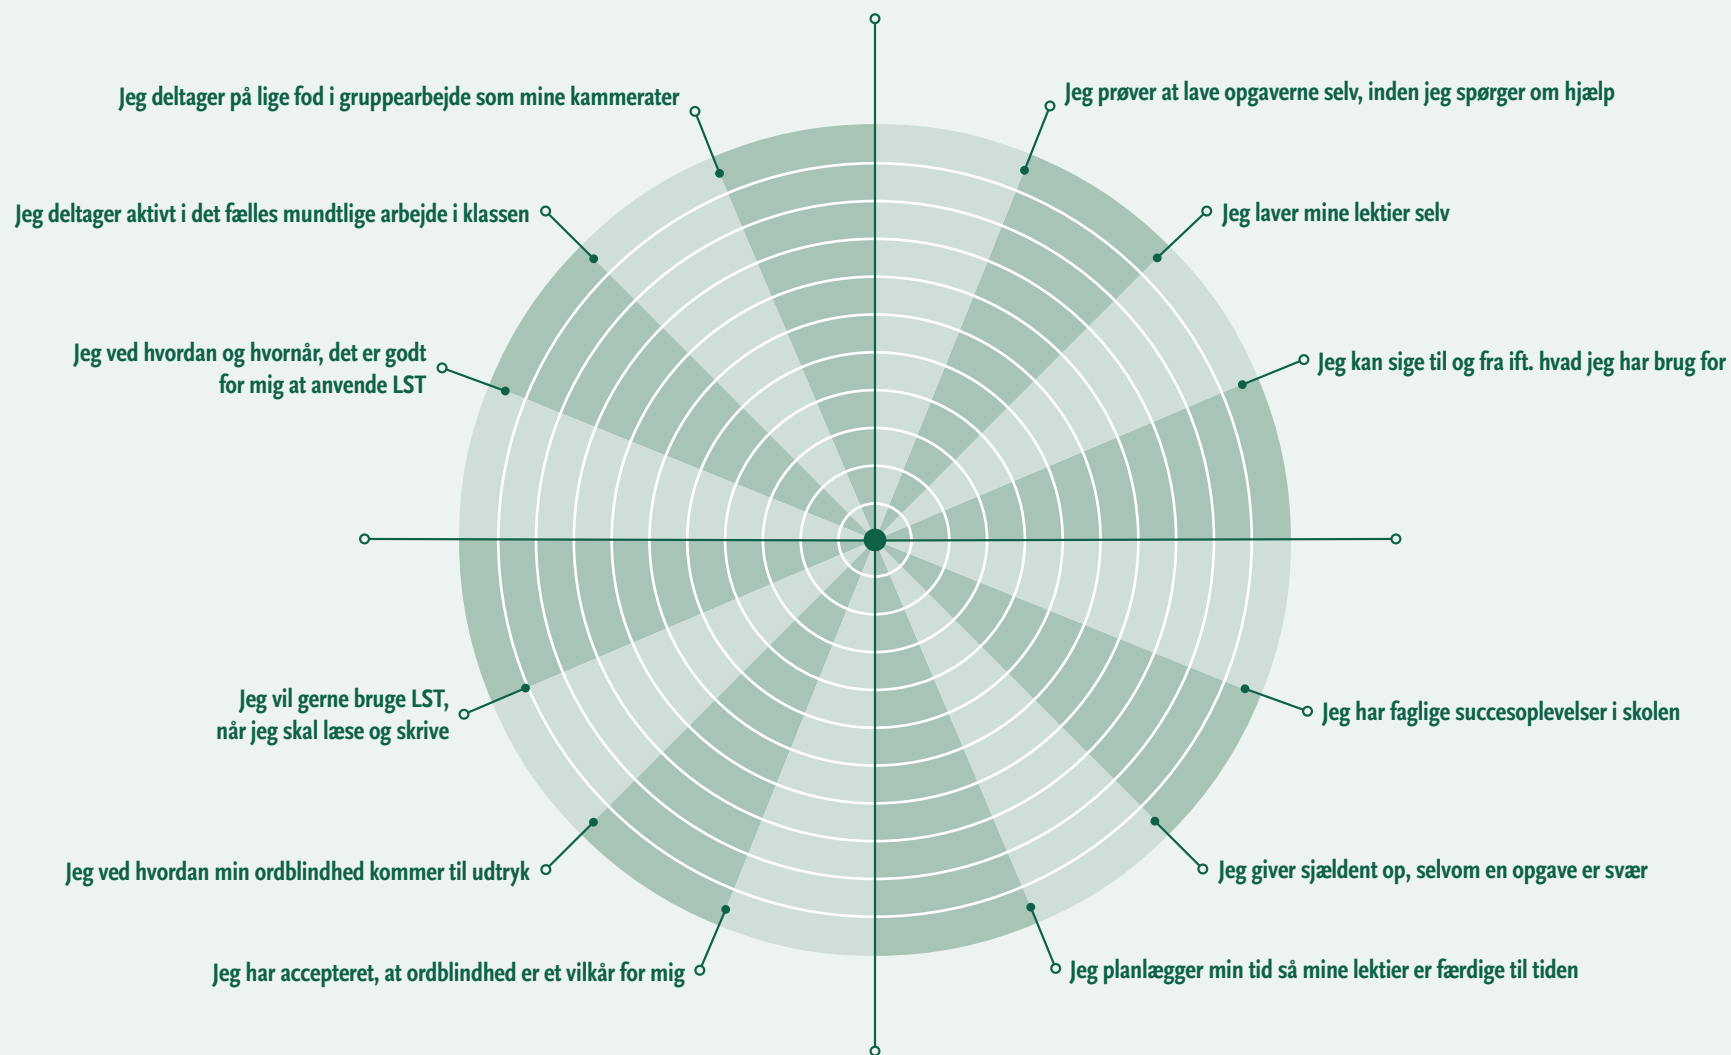 Jeg deltager på lige fod i gruppearbejde som mine kammerater
Jeg prøver at lave opgaverne selv, inden jeg spørger om hjælp
Jeg deltager aktivt i det fælles mundtlige arbejde i klassen
Jeg laver mine lektier selv
Jeg ved hvordan og hvornår, det er godt
for mig at anvende LST
Jeg kan sige til og fra ift. hvad jeg har brug for
Jeg vil gerne bruge LST,
når jeg skal læse og skrive
Jeg har faglige succesoplevelser i skolen
Jeg ved hvordan min ordblindhed kommer til udtryk
Jeg giver sjældent op, selvom en opgave er svær
Jeg har accepteret, at ordblindhed er et vilkår for mig
Jeg planlægger min tid så mine lektier er færdige til tiden